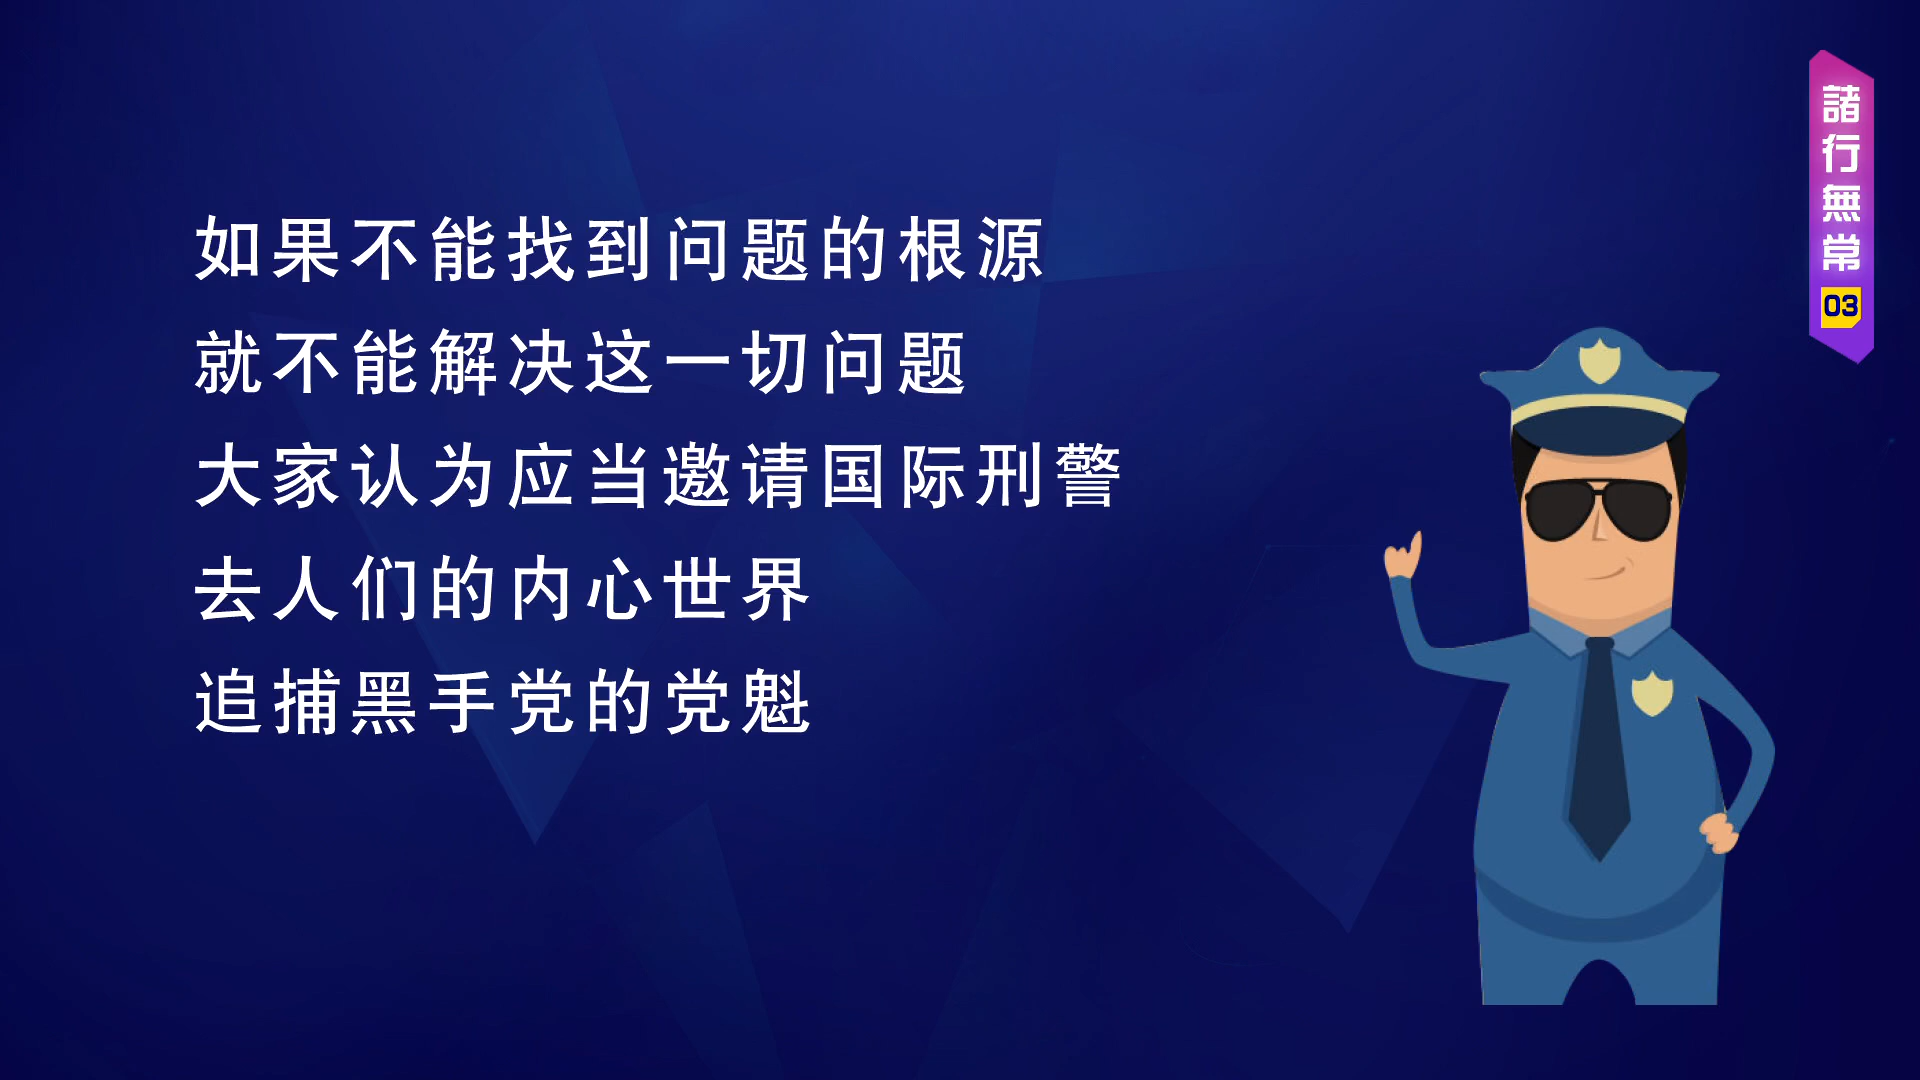 如果不能找到问题的根源
就不能解决这一切问题
大家认为应当邀请国际刑警
去人们的内心世界
追捕黑手党的党魁
諸行無常
03